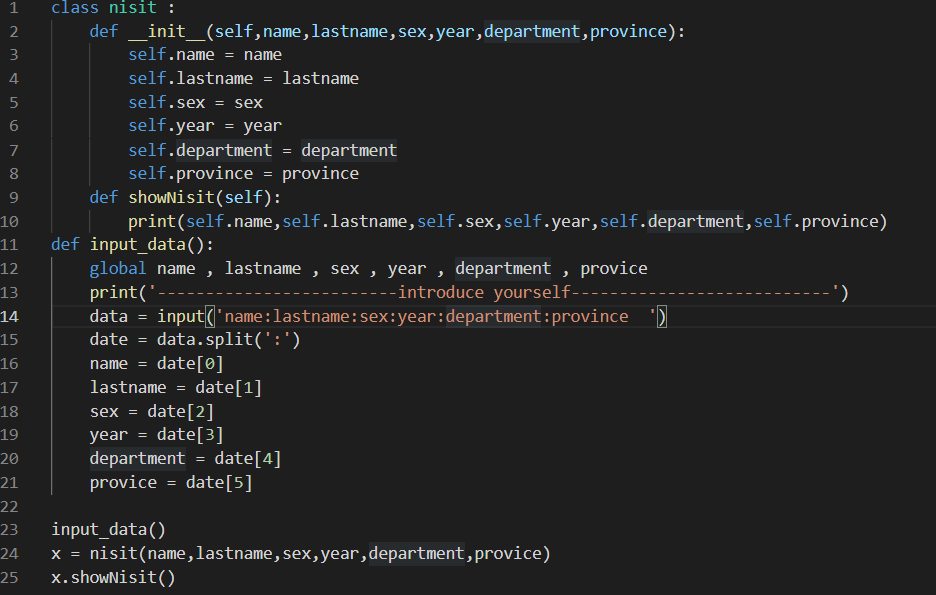 1 class nisit :
2     def __init__(self,name,lastname,sex,year,department,province):
3         self.name = name
4         self.lastname = lastname
5         self.sex = sex
6         self.year = year
7         self.department = department
8         self.province = province
9     def showNisit(self):
10         print(self.name,self.lastname,self.sex,self.year,self.department,self.province)
11 def input_data():
12     global name , lastname , sex , year , department , provice
13     print('-------------------------introduce yourself---------------------------')
14     data = input('name:lastname:sex:year:department:province  ')
15     date = data.split(':')
16     name = date[0]
17     lastname = date[1]
18     sex = date[2]
19     year = date[3]
20     department = date[4]
21     provice = date[5]
22
23 input_data()
24 x = nisit(name,lastname,sex,year,department,provice)
25 x.showNisit()